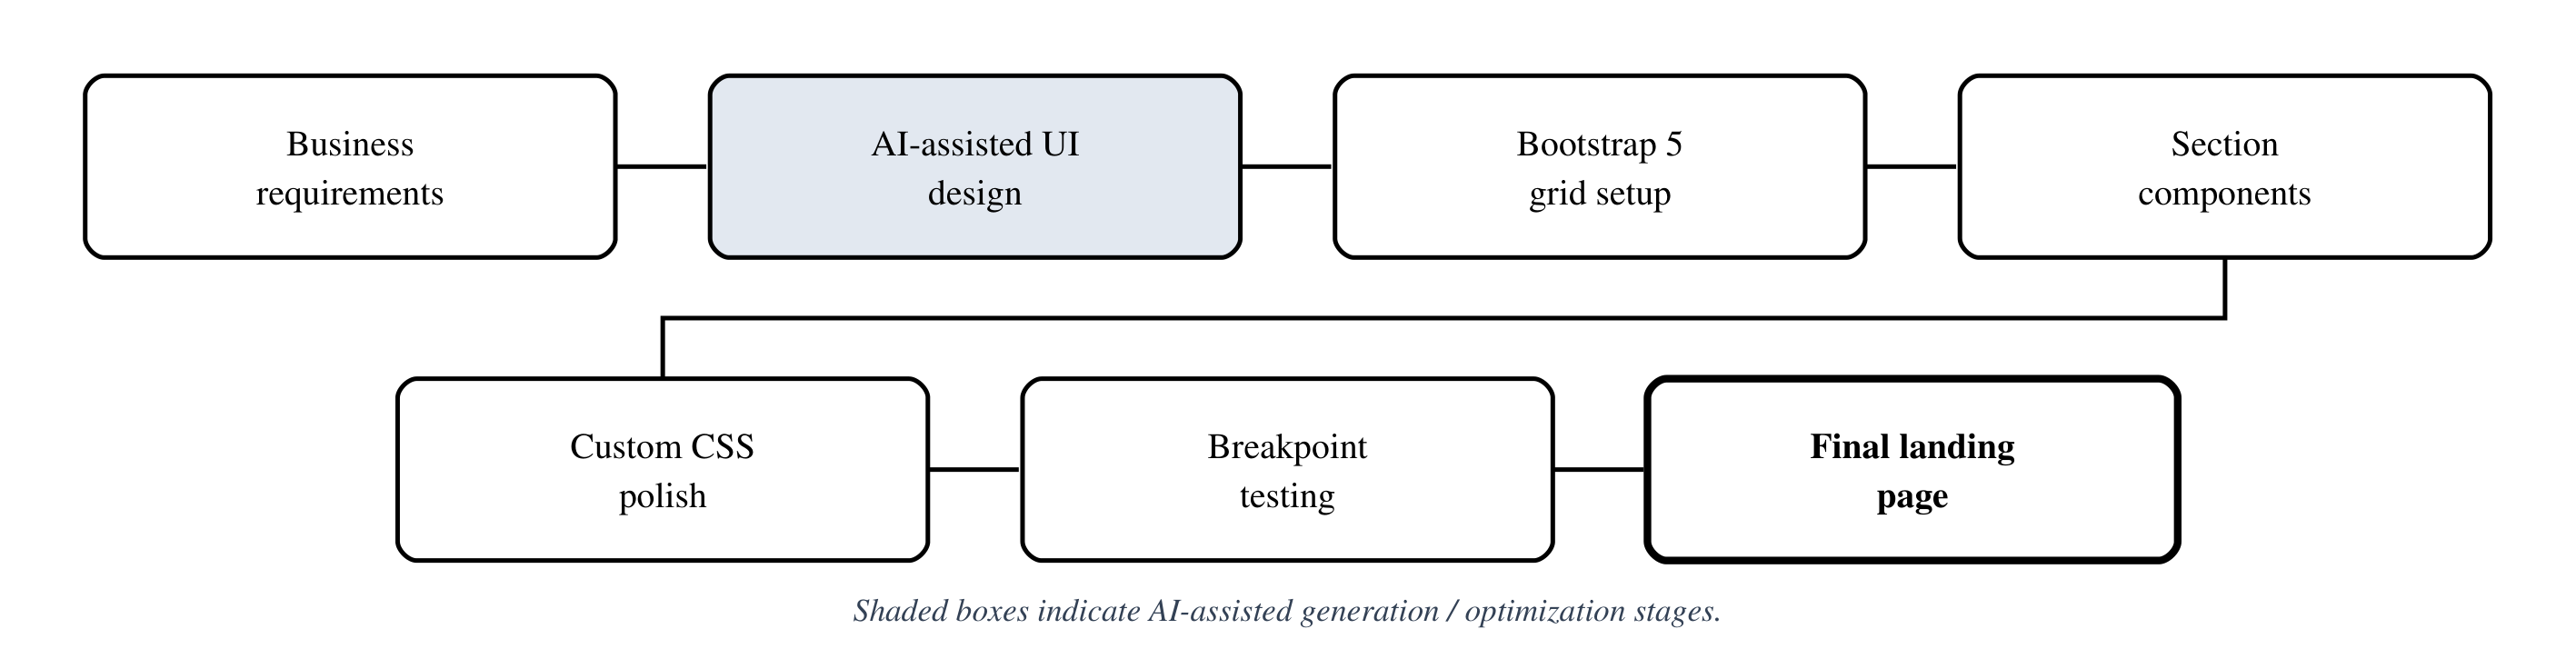 Business
requirements
AI-assisted UI
design
Bootstrap 5
grid setup
Section
components
Custom CSS
polish
Breakpoint
testing
Final landing
page
Shaded boxes indicate AI-assisted generation / optimization stages.